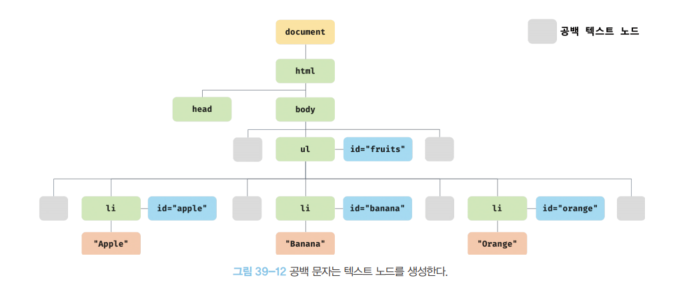 document
공백 텍스트 노드
html
head
body
ul
id="fruits"
li
id="apple"
li
id="banana"
li
id="orange"
"Apple"
"Banana"
"Orange"
그림 39-12 공백 문자는 텍스트 노드를 생성한다.